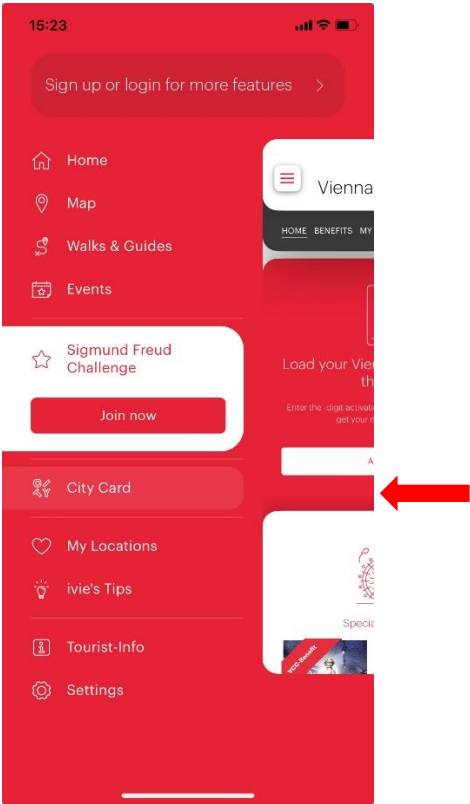 15:23
Sign up or login for more features
Home
Map
Walks & Guides
Events
Sigmund Freud
Challenge
Join now
City Card
My Locations
ivie's Tips
Tourist-Info
Settings
Vienna
HOME BENEFITS MY
Load your Vie
th
Enter the -digit activati
get your
A
Specia
VCC-Benefit